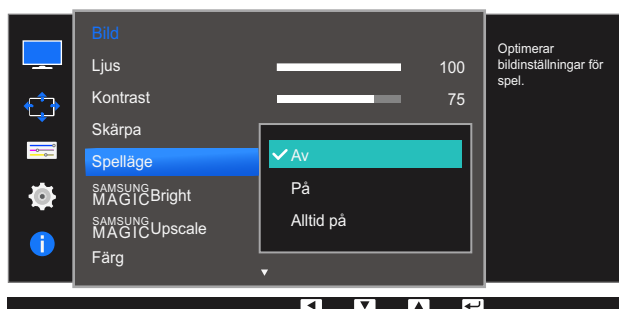 Bild
Ljus 100
Kontrast 75
Skärpa
Spelläge
SAMSUNG MAGIC Bright
SAMSUNG MAGIC Upscale
Färg
Av
På
Alltid på
Optimerar
bildinställningar för
spel.